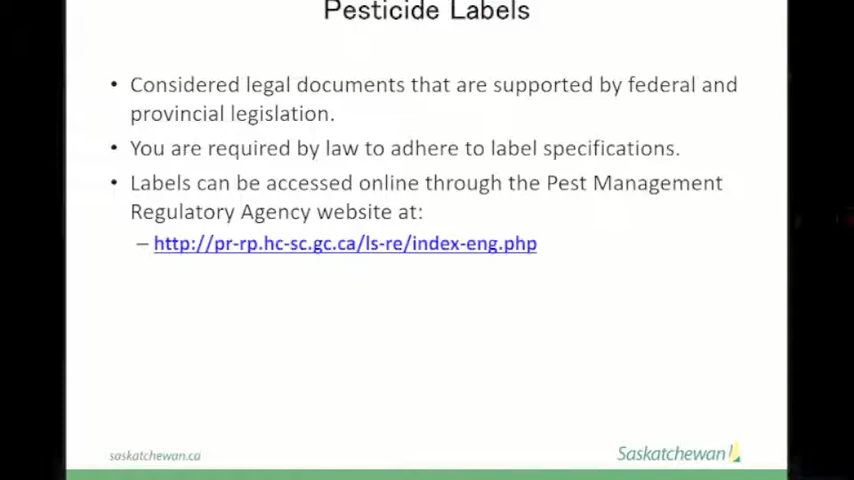 Pesticide Labels
• Considered legal documents that are supported by federal and
provincial legislation.
• You are required by law to adhere to label specifications.
• Labels can be accessed online through the Pest Management
Regulatory Agency website at:
– http://pr-rp.hc-sc.gc.ca/ls-re/index-eng.php
saskatchewan.ca
Saskatchewan